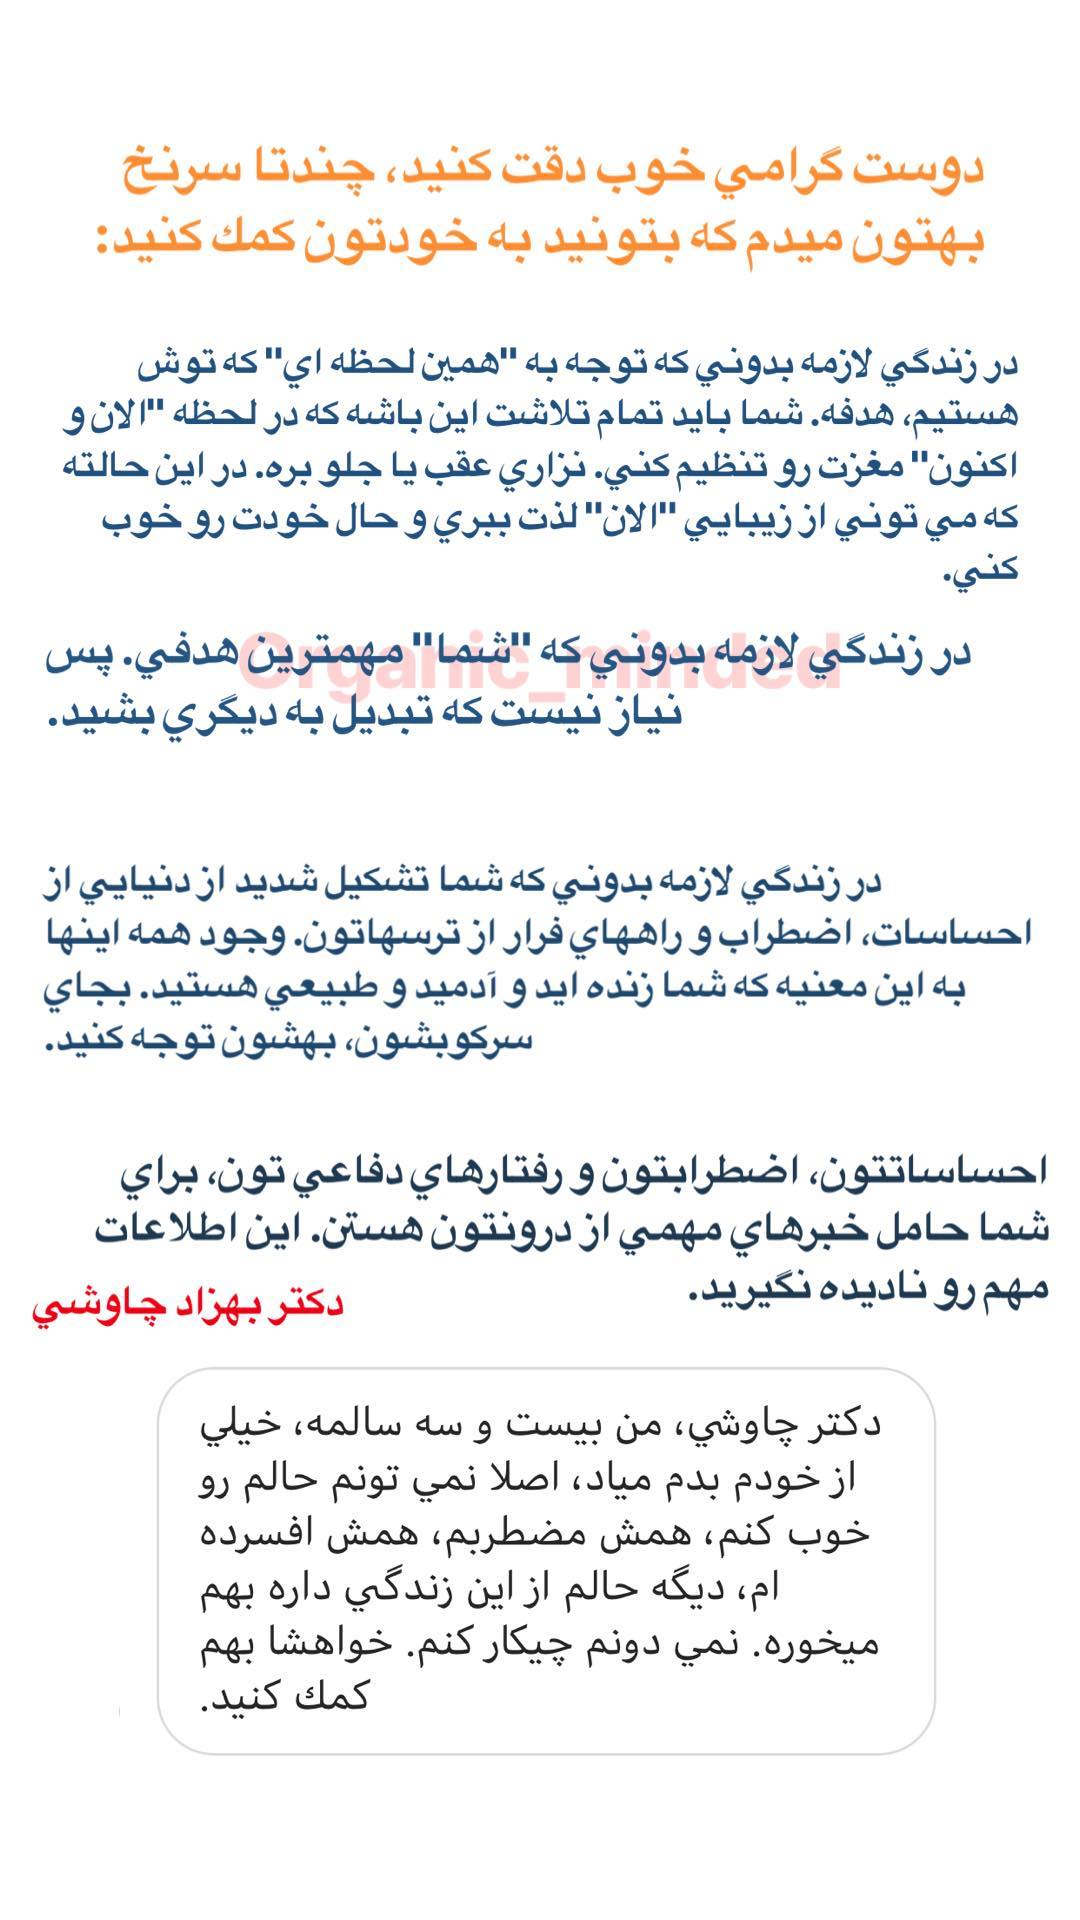 دوست گرامي خوب دقت كنيد، چندتا سرنخ
بهتون ميدم كه بتونيد به خودتون كمك كنيد:
در زندگي لازمه بدوني كه توجه به "همين لحظه اي" كه توش
هستيم، هدفه. شما بايد تمام تلاشت اين باشه كه در لحظه "الان و
اكنون" مغزت رو تنظيم كني. نزاري عقب يا جلو بره. در اين حالته
كه مي توني از زيبايي "الان" لذت ببري و حال خودت رو خوب
كني.
Organic_minded
در زندگي لازمه بدوني كه "شما" مهمترين هدفي. پس
نياز نيست كه تبديل به ديگري بشيد.
در زندگي لازمه بدوني كه شما تشكيل شديد از دنيايي از
احساسات، اضطراب و راههاي فرار از ترسهاتون. وجود همه اينها
به اين معنيه كه شما زنده ايد و آدميد و طبيعي هستيد. بجاي
سركوبشون، بهشون توجه كنيد.
احساساتتون، اضطرابتون و رفتارهاي دفاعي تون، براي
شما حامل خبرهاي مهمي از درونتون هستن. اين اطلاعات
مهم رو ناديده نگيريد.
دكتر بهزاد چاوشي
دكتر چاوشي، من بيست و سه سالمه، خيلي
از خودم بدم مياد، اصلا نمي تونم حالم رو
خوب كنم، همش مضطربم، همش افسرده
ام، ديگه حالم از اين زندگي داره بهم
ميخوره. نمي دونم چيكار كنم. خواهشا بهم
كمك كنيد.